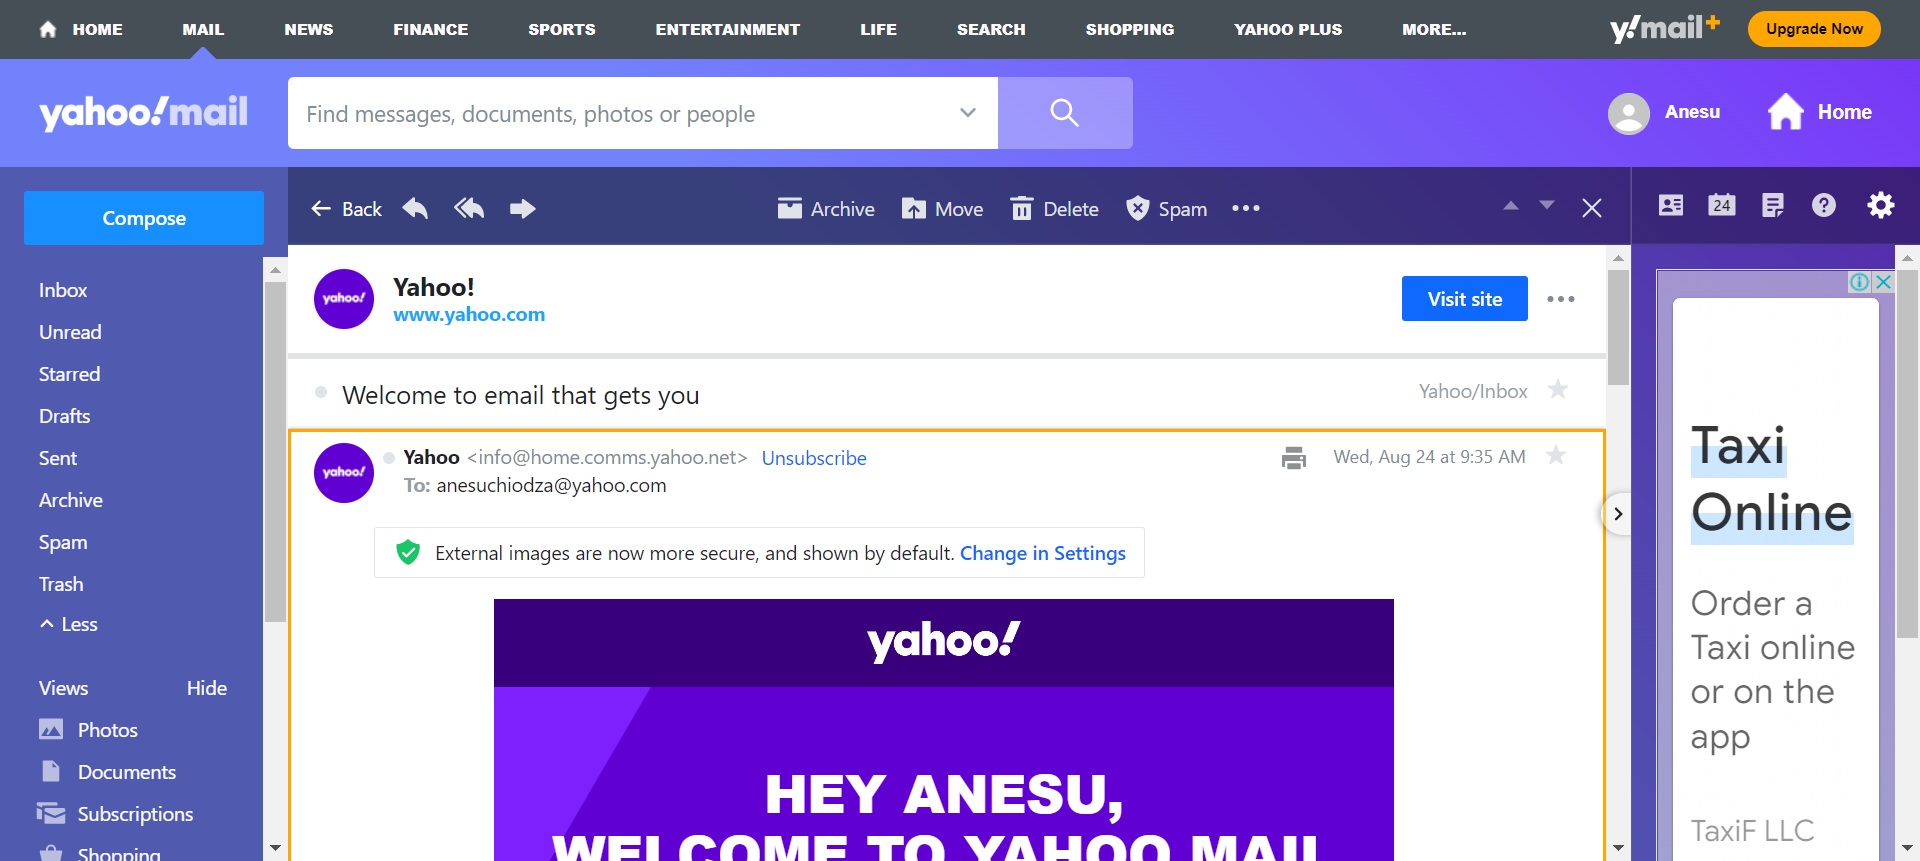 HOME MAIL NEWS FINANCE SPORTS ENTERTAINMENT LIFE SEARCH SHOPPING YAHOO PLUS MORE... y!mail+ Upgrade Now
yahoo!mail Find messages, documents, photos or people Anesu Home
Compose
Back Archive Move Delete Spam 24
Inbox
Unread
Starred
Drafts
Sent
Archive
Spam
Trash
Less
Views Hide
Photos
Documents
Subscriptions
Shopping
yahoo! Yahoo!
www.yahoo.com
Visit site
Welcome to email that gets you Yahoo/Inbox
yahoo! Yahoo <info@home.comms.yahoo.net> Unsubscribe Wed, Aug 24 at 9:35 AM
To: anesuchiodza@yahoo.com
External images are now more secure, and shown by default. Change in Settings
yahoo!
HEY ANESU,
WELCOME TO YAHOO MAIL
Taxi
Online
Order a
Taxi online
or on the
app
TaxiF LLC